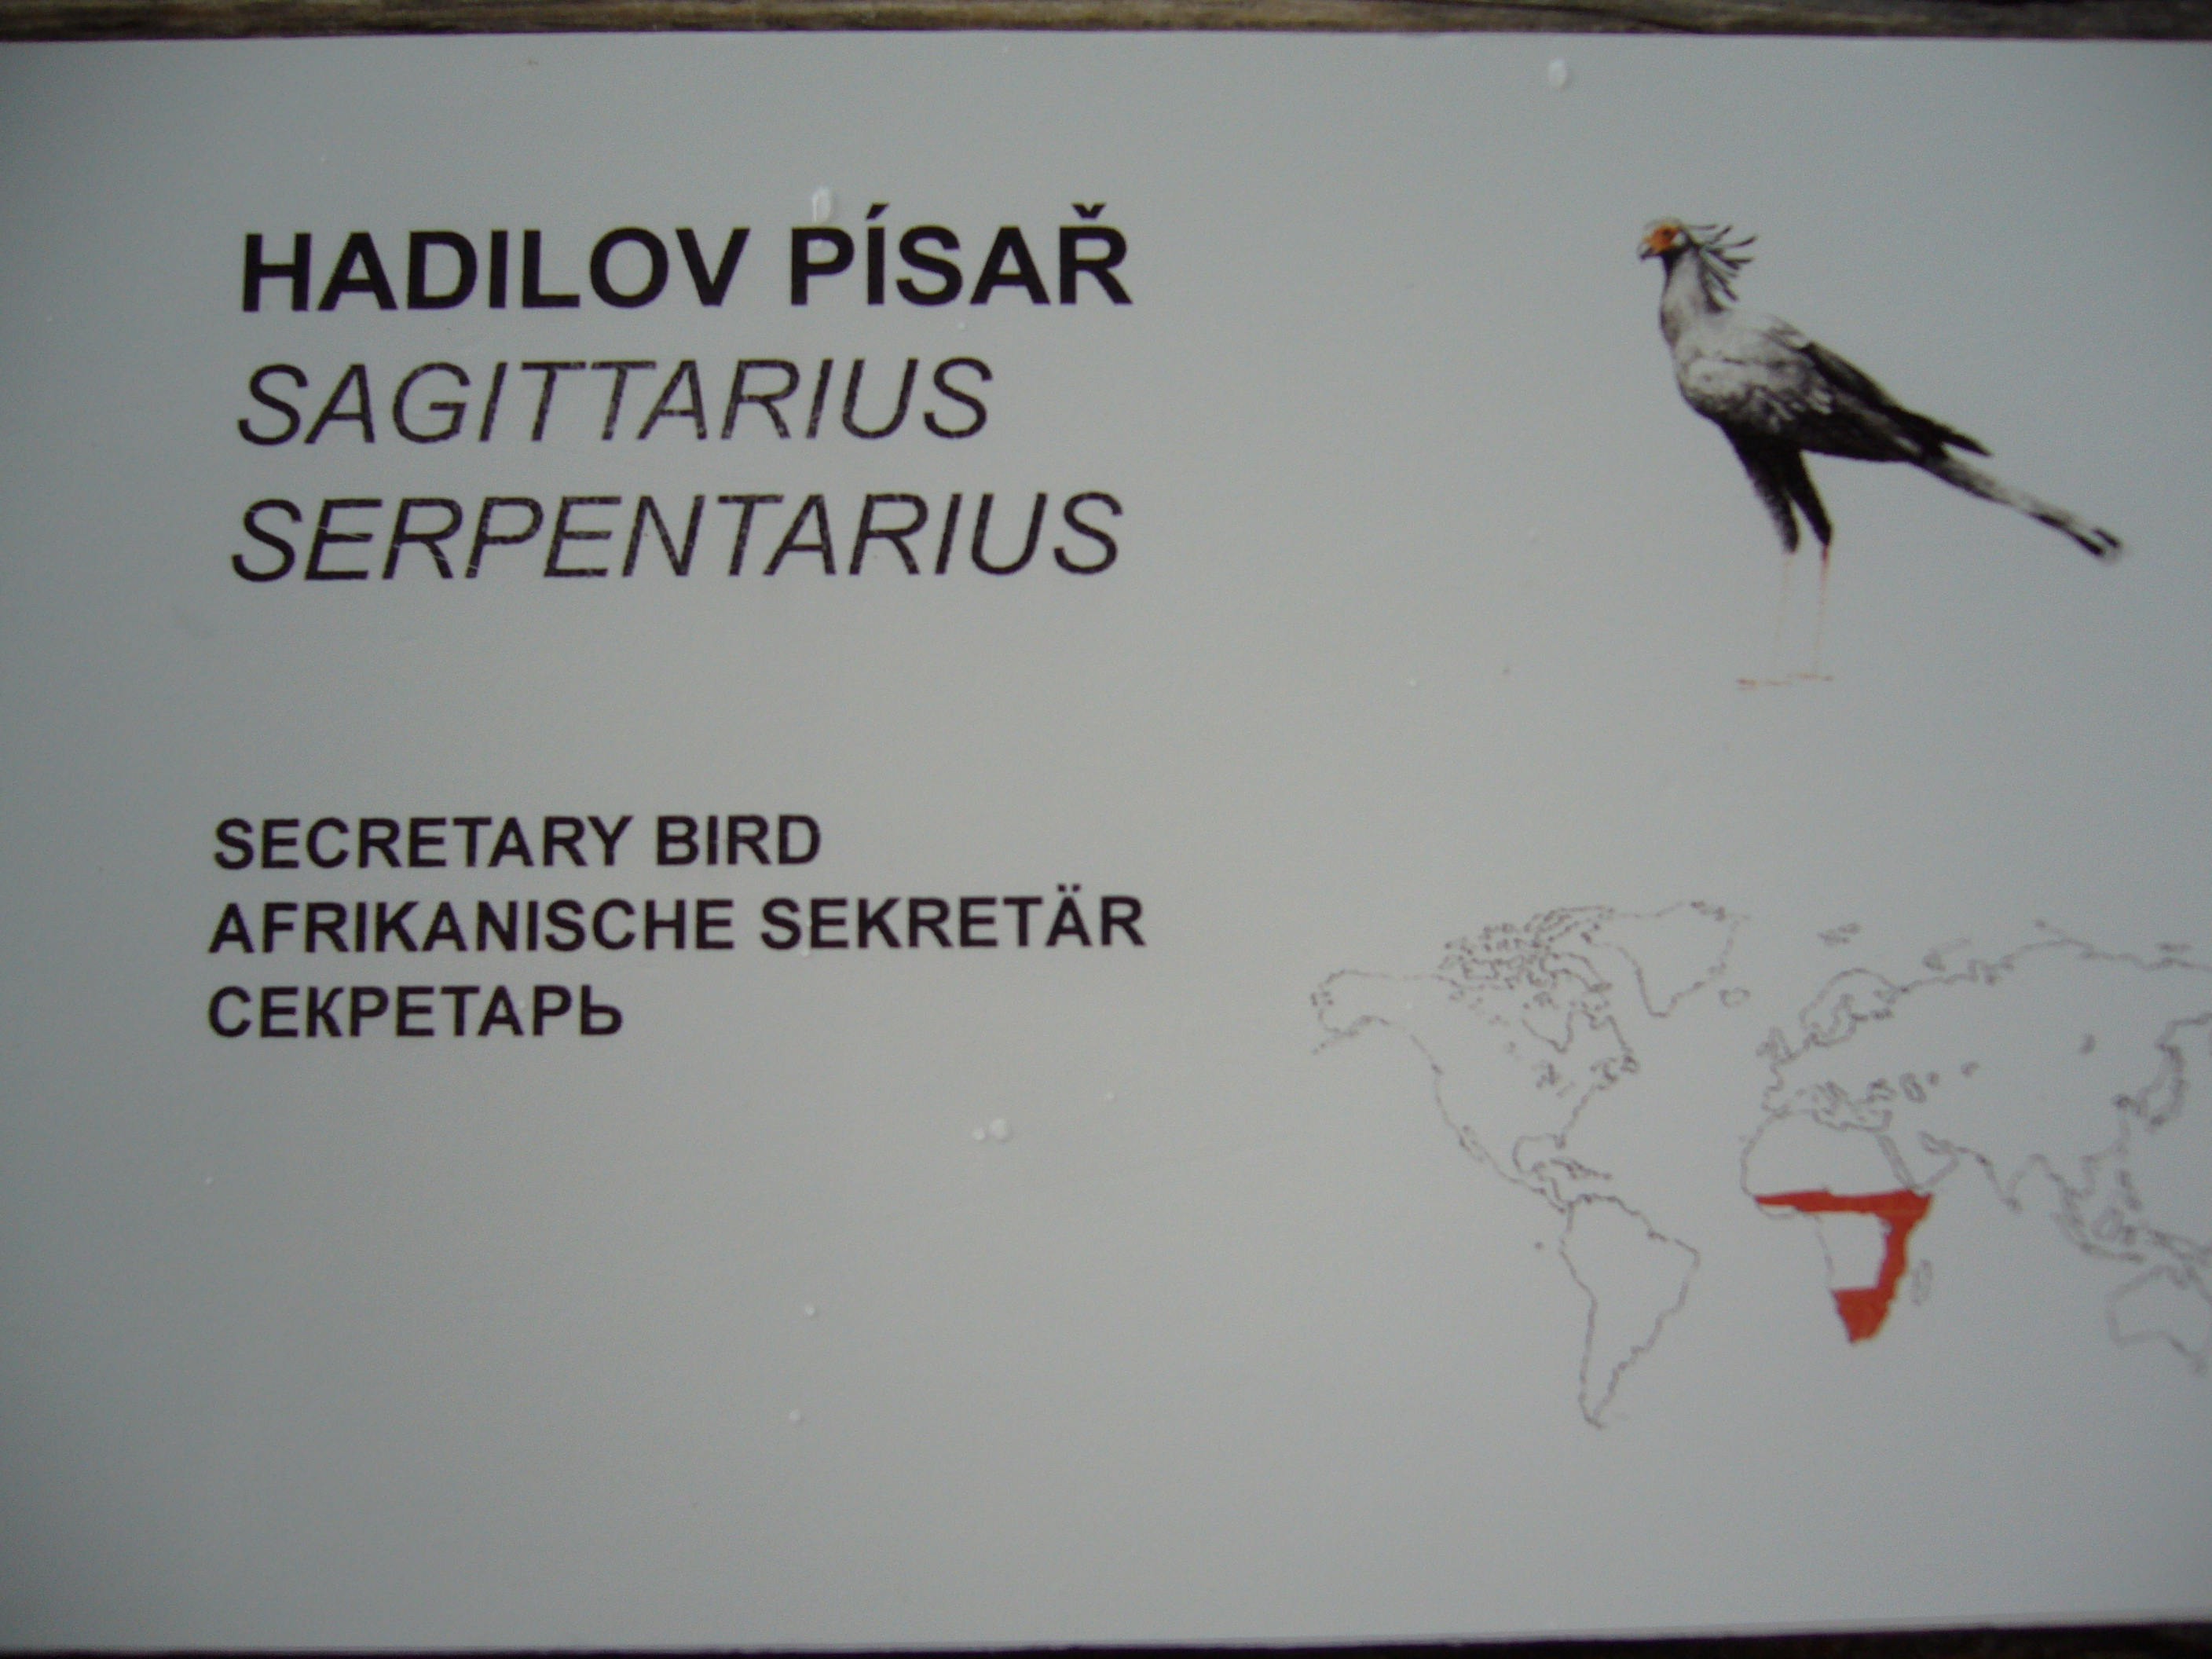 HADILOV PÍSAŘ
SAGITTARIUS
SERPENTARIUS
SECRETARY BIRD
AFRIKANISCHE SEKRETÄR
СЕКРЕТАРЬ